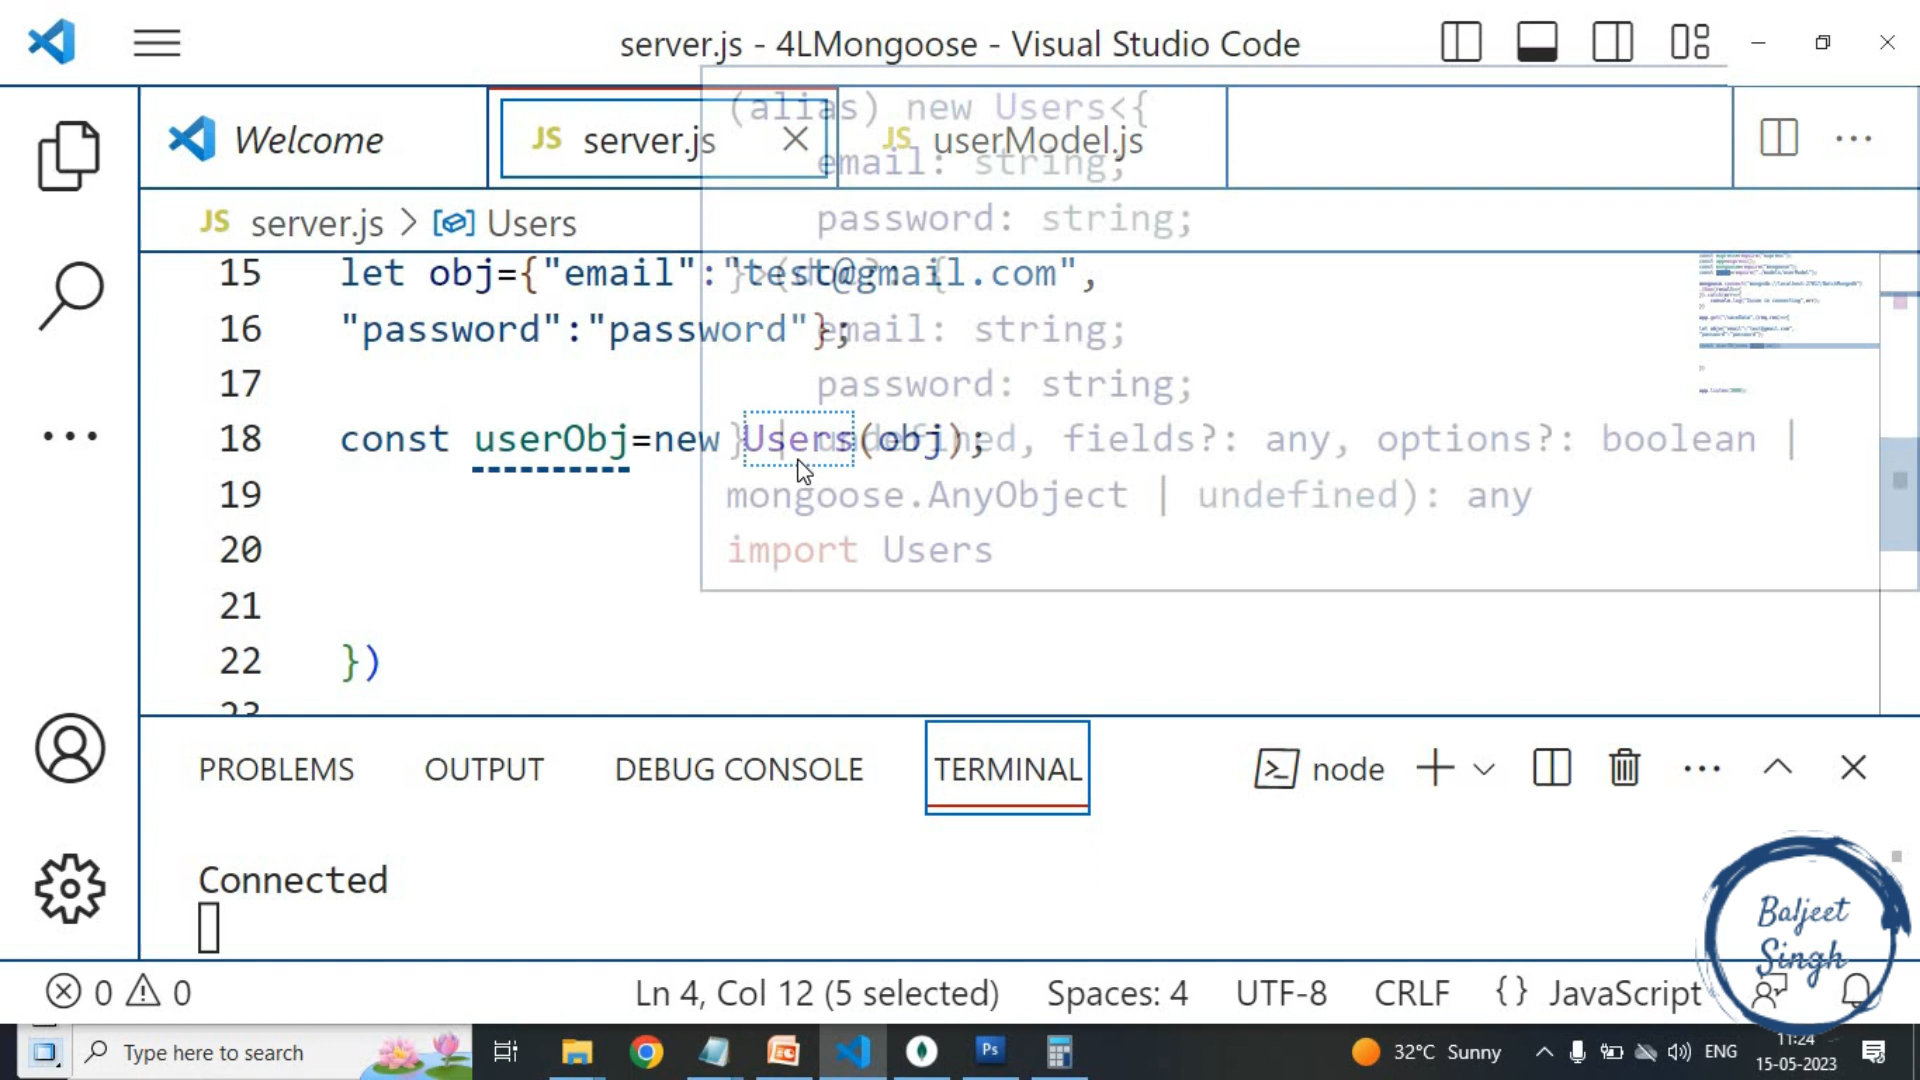 server.js - 4LMongoose - Visual Studio Code
Welcome
JS server.js
JS userModel.js
JS server.js > Users
(alias) new Users<{
email: string;
password: string;
email: string;
password: string;
} | undefined, fields?: any, options?: boolean |
mongoose.AnyObject | undefined): any
import Users
15 let obj={"email":"test@gmail.com",
16 "password":"password"};
17
18 const userObj=new Users(obj);
19
20
21
22 })
23
PROBLEMS OUTPUT DEBUG CONSOLE TERMINAL node
Connected
Baljeet
Singh
0 0 Ln 4, Col 12 (5 selected) Spaces: 4 UTF-8 CRLF {} JavaScript
Type here to search Ps 32°C Sunny ENG
11:24
15-05-2023